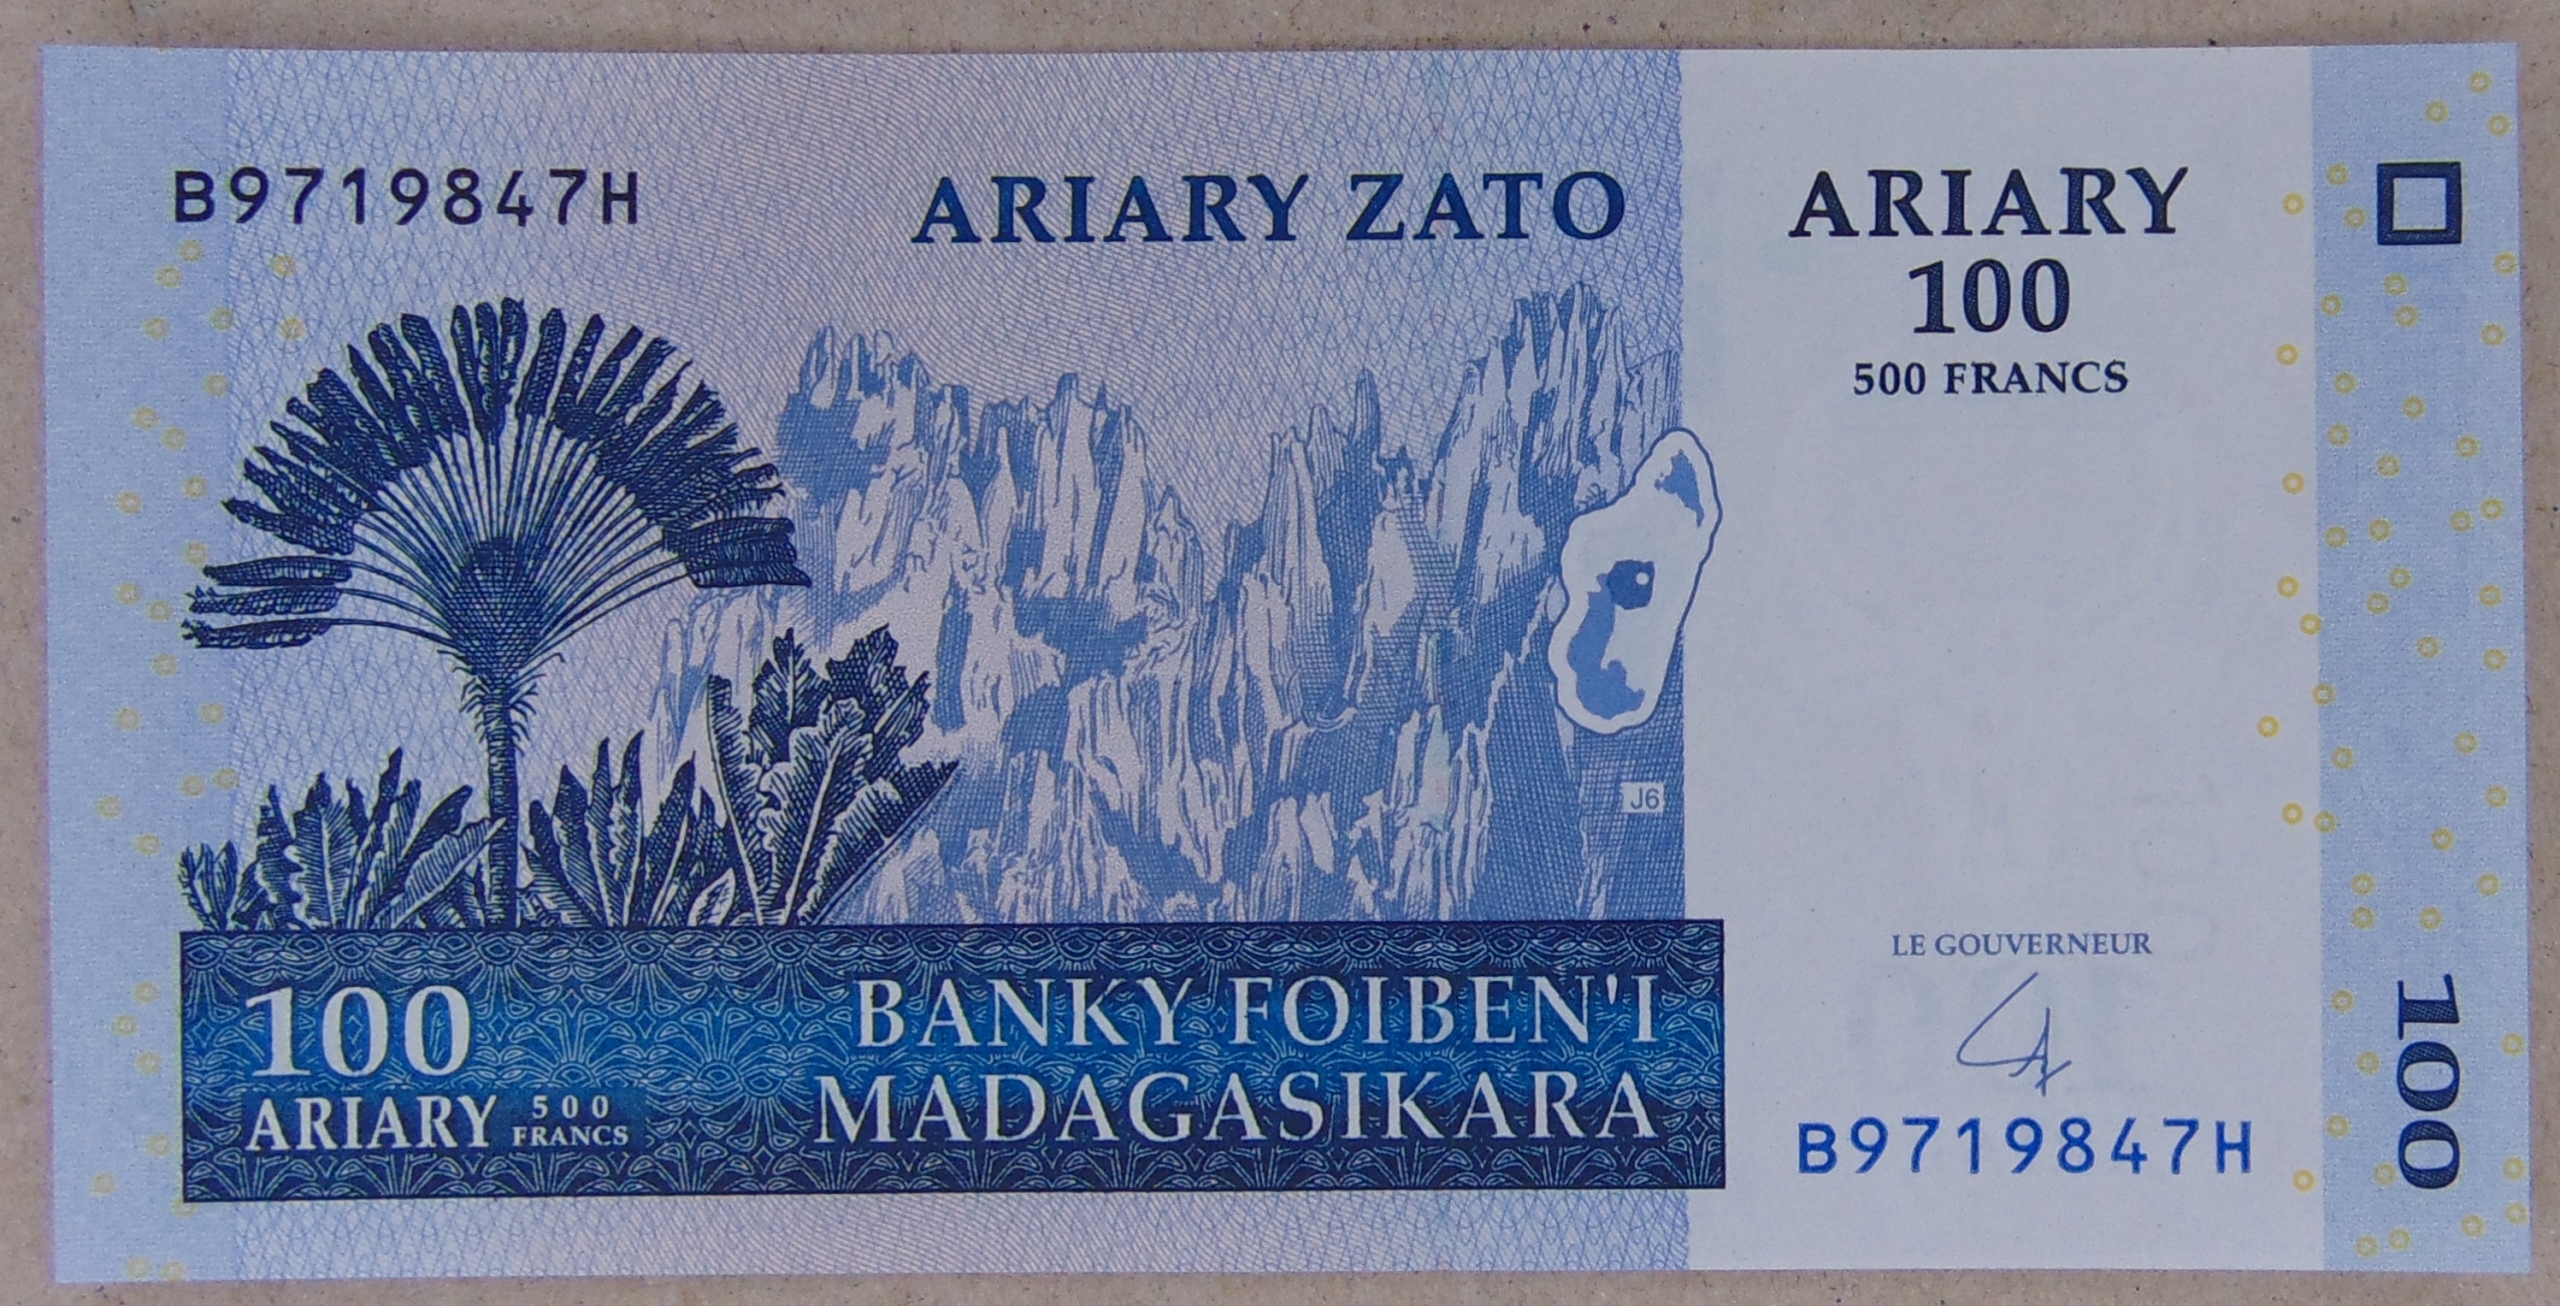 B9719847H
ARIARY ZATO
ARIARY
100
500 FRANCS
J6
100
ARIARY
500
FRANCS
BANKY FOIBEN'I
MADAGASIKARA
LE GOUVERNEUR
B9719847H
100